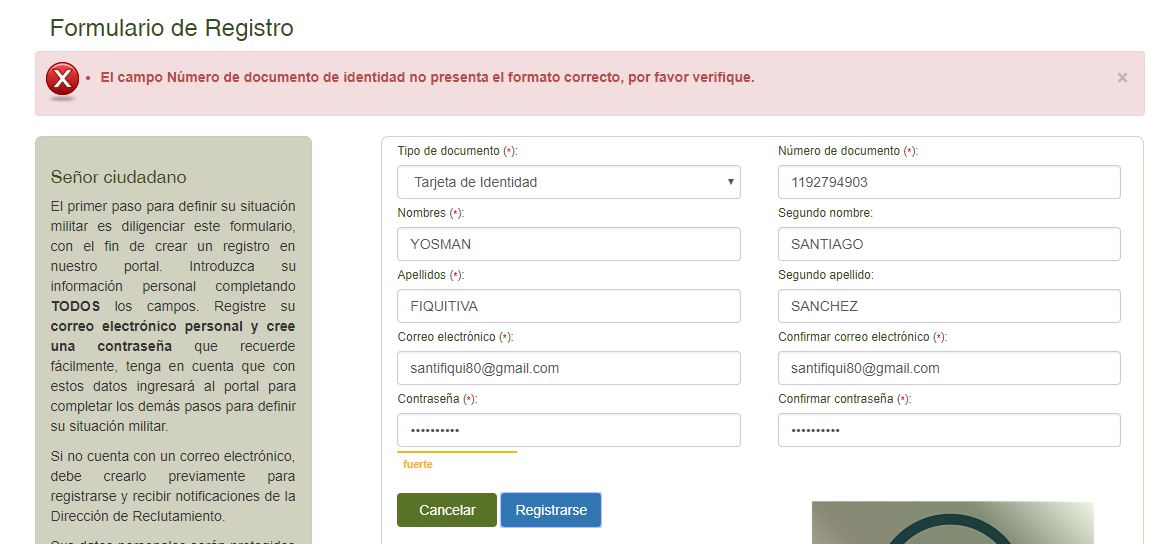 Formulario de Registro
X
• El campo Número de documento de identidad no presenta el formato correcto, por favor verifique.
×
Señor ciudadano
El primer paso para definir su situación
militar es diligenciar este formulario,
con el fin de crear un registro en
nuestro portal. Introduzca su
información personal completando
TODOS los campos. Registre su
correo electrónico personal y cree
una contraseña que recuerde
fácilmente, tenga en cuenta que con
estos datos ingresará al portal para
completar los demás pasos para definir
su situación militar.
Si no cuenta con un correo electrónico,
debe crearlo previamente para
registrarse y recibir notificaciones de la
Dirección de Reclutamiento.
Sus datos personales serán protegidos
Tipo de documento (*):
Tarjeta de Identidad
Número de documento (*):
1192794903
Nombres (*):
YOSMAN
Segundo nombre:
SANTIAGO
Apellidos (*):
FIQUITIVA
Segundo apellido:
SANCHEZ
Correo electrónico (*):
santifiqui80@gmail.com
Confirmar correo electrónico (*):
santifiqui80@gmail.com
Contraseña (*):
••••••••••
fuerte
Confirmar contraseña (*):
••••••••••
Cancelar
Registrarse